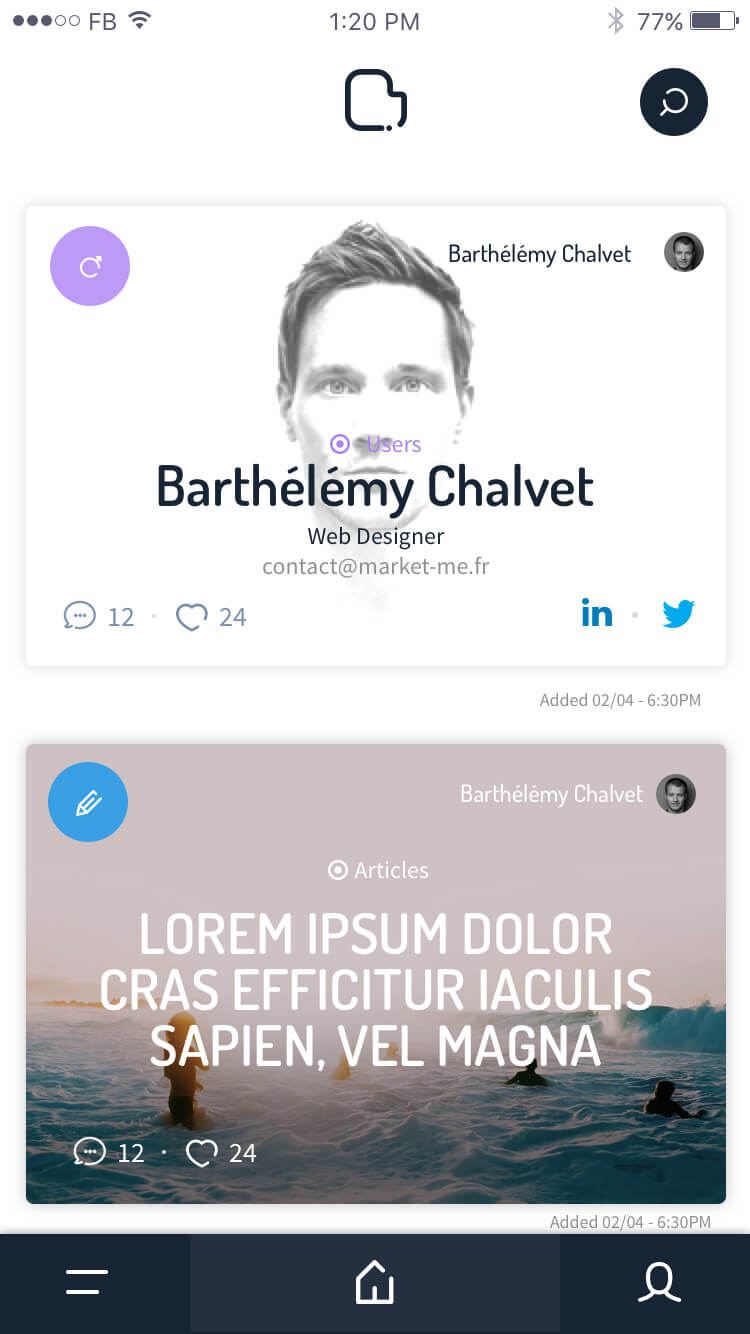 FB 1:20 PM 77%
Barthélémy Chalvet
Users
Barthélémy Chalvet
Web Designer
contact@market-me.fr
12 24 in
Added 02/04 - 6:30PM
Barthélémy Chalvet
Articles
LOREM IPSUM DOLOR
CRAS EFFICITUR IACULIS
SAPIEN, VEL MAGNA
12 24
Added 02/04 - 6:30PM